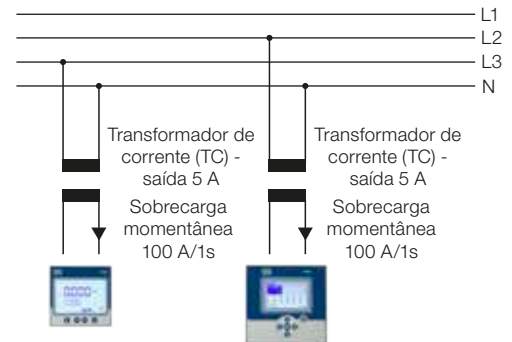 L1
L2
L3
N
Transformador de
corrente (TC) -
saída 5 A
Transformador de
corrente (TC) -
saída 5 A
Sobrecarga
momentânea
100 A/1s
Sobrecarga
momentânea
100 A/1s